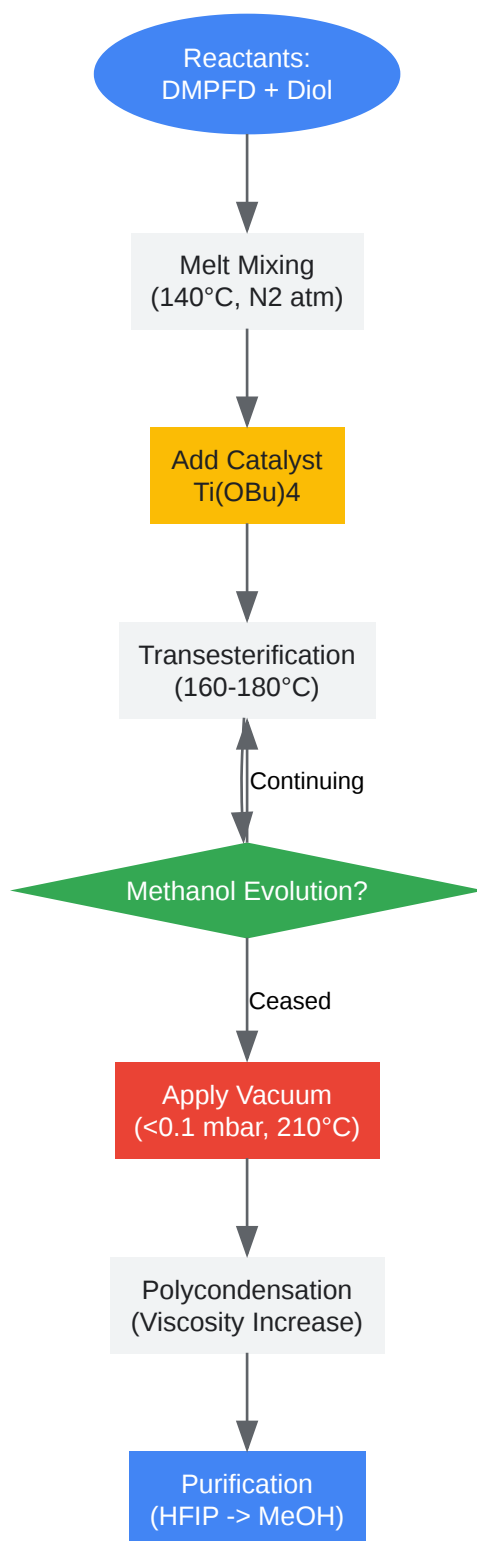 Reactants:
DMPFD + Diol
Melt Mixing
(140°C, N2 atm)
Add Catalyst
Ti(OBu)4
Transesterification
(160-180°C)
Continuing
Methanol Evolution?
Ceased
Apply Vacuum
(<0.1 mbar, 210°C)
Polycondensation
(Viscosity Increase)
Purification
(HFIP -> MeOH)